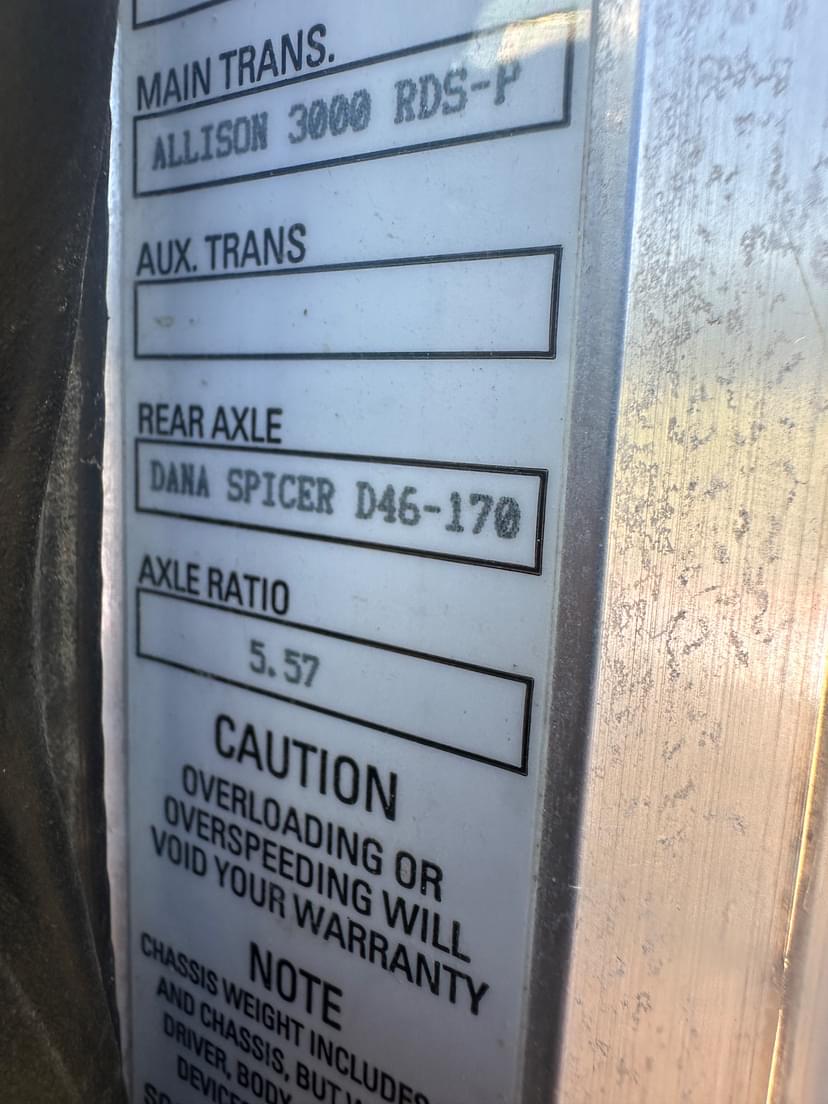 MAIN TRANS.
ALLISON 3000 RDS-P
AUX. TRANS
REAR AXLE
DANA SPICER D46-170
AXLE RATIO
5.57
CAUTION
OVERLOADING OR
OVERSPEEDING WILL
VOID YOUR WARRANTY
NOTE
CHASSIS WEIGHT INCLUDES
AND CHASSIS, BUT
DRIVER, BODY,